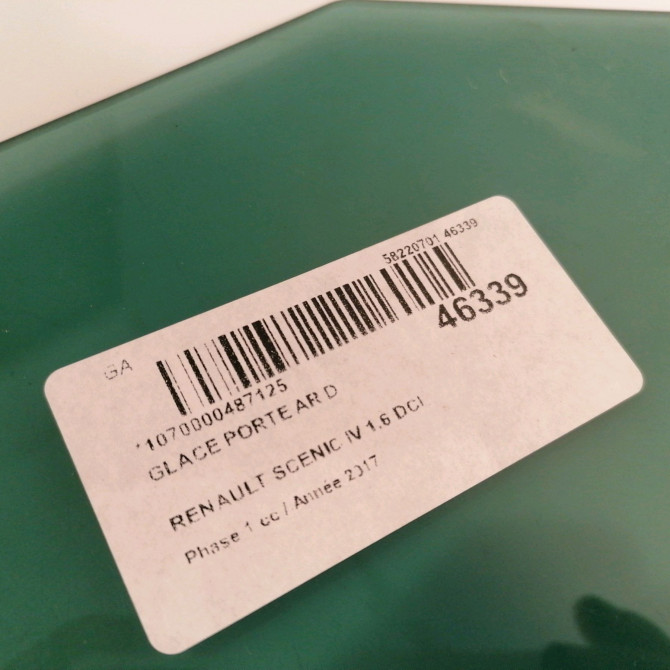 58220701 46339
46339
GA
*1070000487125
GLACE PORTE AR D
RENAULT SCENIC IV 1.6 DCI
Phase 1 cc / Année 2017